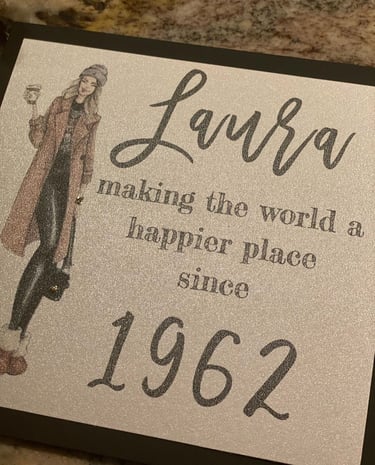 Laura
making the world a
happier place
since
1962